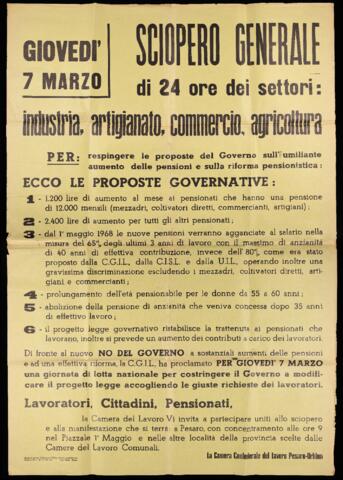 GIOVEDI'
7 MARZO
SCIOPERO GENERALE
di 24 ore dei settori:
industria, artigianato, commercio, agricoltura
PER: respingere le proposte del Governo sull'umiliante
aumento delle pensioni e sulla riforma pensionistica:
ECCO LE PROPOSTE GOVERNATIVE:
1 - 1.200 lire di aumento al mese ai pensionati che hanno una pensione
di 12.000 mensili (mezzadri, coltivatori diretti, commercianti, artigiani);
2 - 2.400 lire di aumento per tutti gli altri pensionati;
3 - dal 1° maggio 1968 le nuove pensioni verranno agganciate al salario nella
misura del 65% degli ultimi 3 anni di lavoro con il massimo di anzianità
di 40 anni di effettiva contribuzione, invece dell'80%, come era stato
proposto dalla C.G.I.L., dalla C.I.S.L. e dalla U.I.L., operando inoltre una
gravissima discriminazione escludendo i mezzadri, coltivatori diretti, artigiani
e commercianti;
4 - prolungamento dell'età pensionabile per le donne da 55 a 60 anni;
5 - abolizione della pensione di anzianità che veniva concessa dopo 35 anni
di effettivo lavoro;
6 - il progetto legge governativo ristabilisce la trattenuta ai pensionati che
lavorano, inoltre si prevede un aumento dei contributi a carico dei lavoratori.
Di fronte al nuovo NO DEL GOVERNO a sostanziali aumenti delle pensioni
e ad una effettiva riforma, la C.G.I.L. ha proclamato PER GIOVEDI' 7 MARZO
una giornata di lotta nazionale per costringere il Governo a modificare
il progetto legge accogliendo le giuste richieste dei lavoratori.
Lavoratori, Cittadini, Pensionati,
la Camera del Lavoro Vi invita a partecipare uniti allo sciopero
e alla manifestazione che si terrà a Pesaro, con concentramento alle ore 9
nel Piazzale 1° Maggio e nelle altre località della provincia scelte dalle
Camere del Lavoro Comunali.
La Camera Confederale del Lavoro Pesaro-Urbino